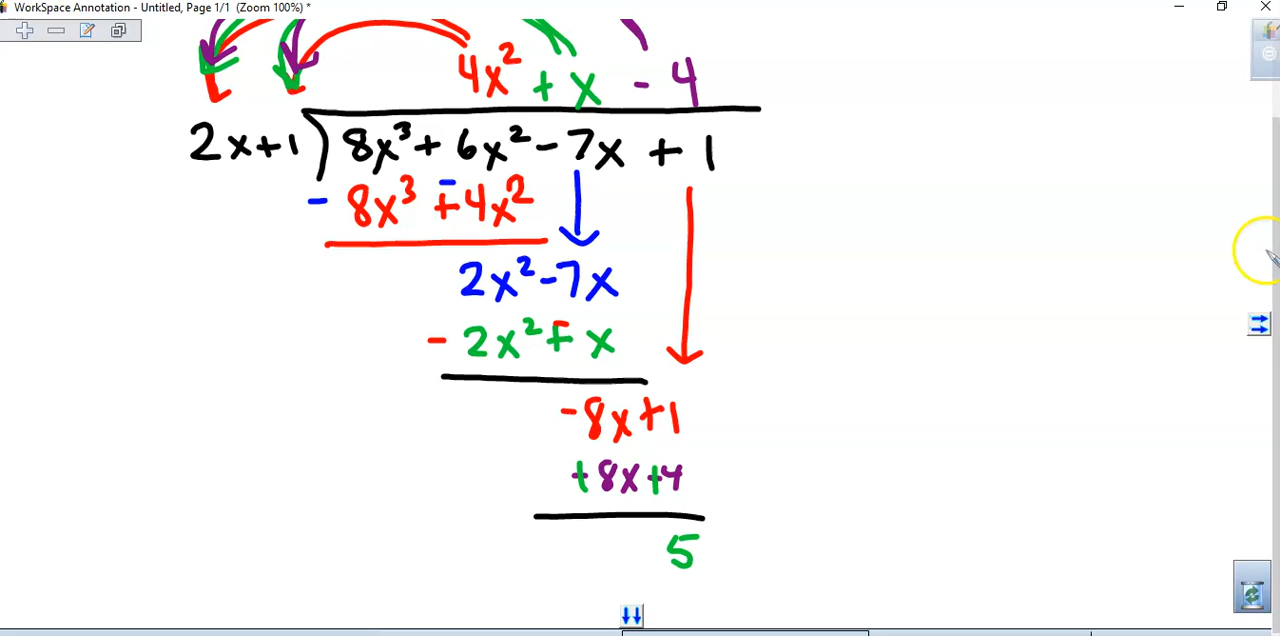 WorkSpace Annotation - Untitled, Page 1/1 (Zoom 100%) *
4x² + x - 4
2x+1) 8x³ + 6x² - 7x + 1
- 8x³ +̄ 4x²
2x² - 7x
- 2x² +̄ x
-8x+1
+8x+4
5